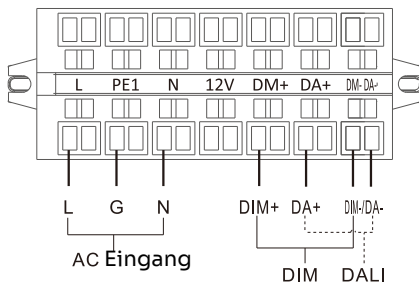 L PE1 N 12V DM+ DA+ DM- DA-
L G N DIM+ DA+ DIM-/DA-
AC Eingang
DIM DALI